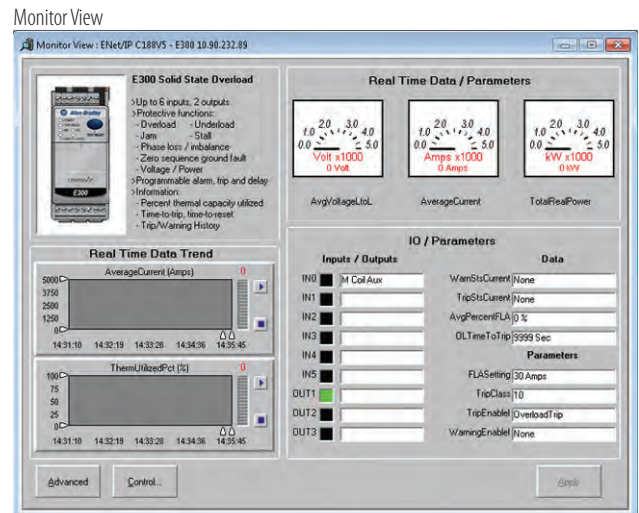 Monitor View
Monitor View : ENet/IP C188V5 - E300 10.90.232.89
Allen-Bradley
E300
E300 Solid State Overload
>Up to 6 inputs, 2 outputs
>Protective functions:
- Overload - Underload
- Jam - Stall
- Phase loss / imbalance
- Zero sequence ground fault
- Voltage / Power
>Programmable alarm, trip and delay
>Information:
- Percent thermal capacity utilized
- Time-to-trip, time-to-reset
- Trip/Warning History
Real Time Data / Parameters
0.0 1.0 2.0 3.0 4.0
Volt x1000
0 Volt
AvgVoltageLtoL
0.0 1.0 2.0 3.0 4.0
Amps x1000
0 Amps
AverageCurrent
0.0 1.0 2.0 3.0 4.0
kW x1000
0 kW
TotalRealPower
Real Time Data Trend
AverageCurrent (Amps) 0
5000
3750
2500
1250
0
14:31:10 14:32:19 14:33:28 14:34:36 14:35:45
ThermUtilizedPct (%) 0
100
75
50
25
0
14:31:10 14:32:19 14:33:28 14:34:36 14:35:45
IO / Parameters
Inputs / Outputs
IN0 M Coil Aux
IN1
IN2
IN3
IN4
IN5
OUT1
OUT2
OUT3
Data
WarnStsCurrent None
TripStsCurrent None
AvgPercentFLA 0 %
OLTimeToTrip 9999 Sec
Parameters
FLASetting 30 Amps
TripClass 10
TripEnableI OverloadTrip
WarningEnableI None
Advanced
Control...
Apply